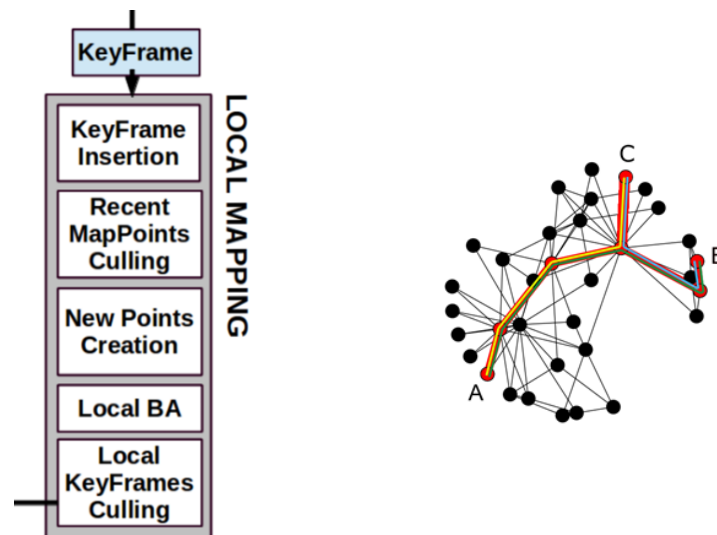 KeyFrame
LOCAL MAPPING
KeyFrame
Insertion
Recent
MapPoints
Culling
New Points
Creation
Local BA
Local
KeyFrames
Culling
C
B
A